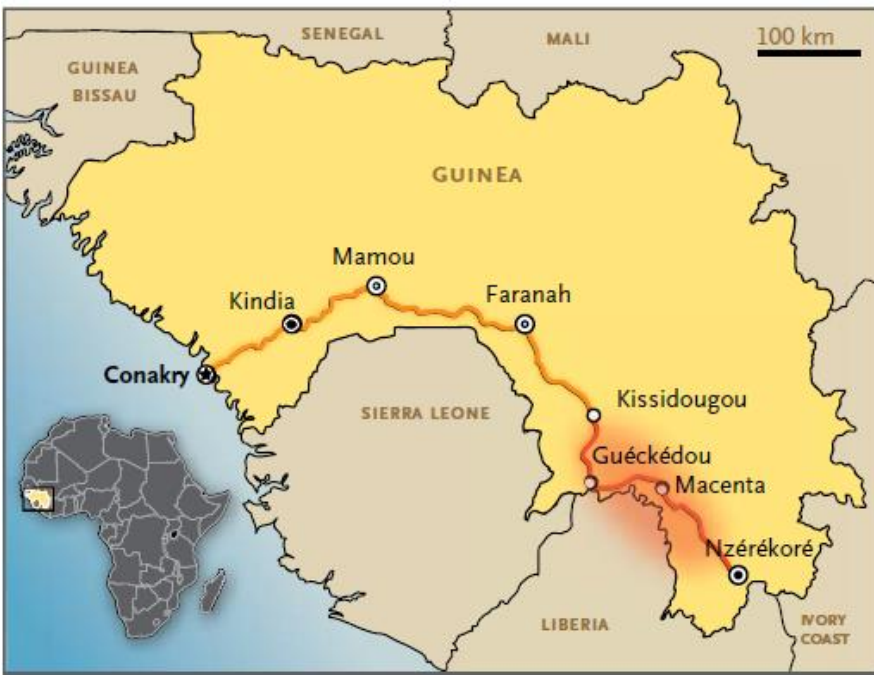 SENEGAL
MALI
100 km
GUINEA
BISSAU
GUINEA
Mamou
Kindia
Faranah
Conakry
Kissidougou
SIERRA LEONE
Guéckédou
Macenta
Nzérékoré
LIBERIA
IVORY
COAST